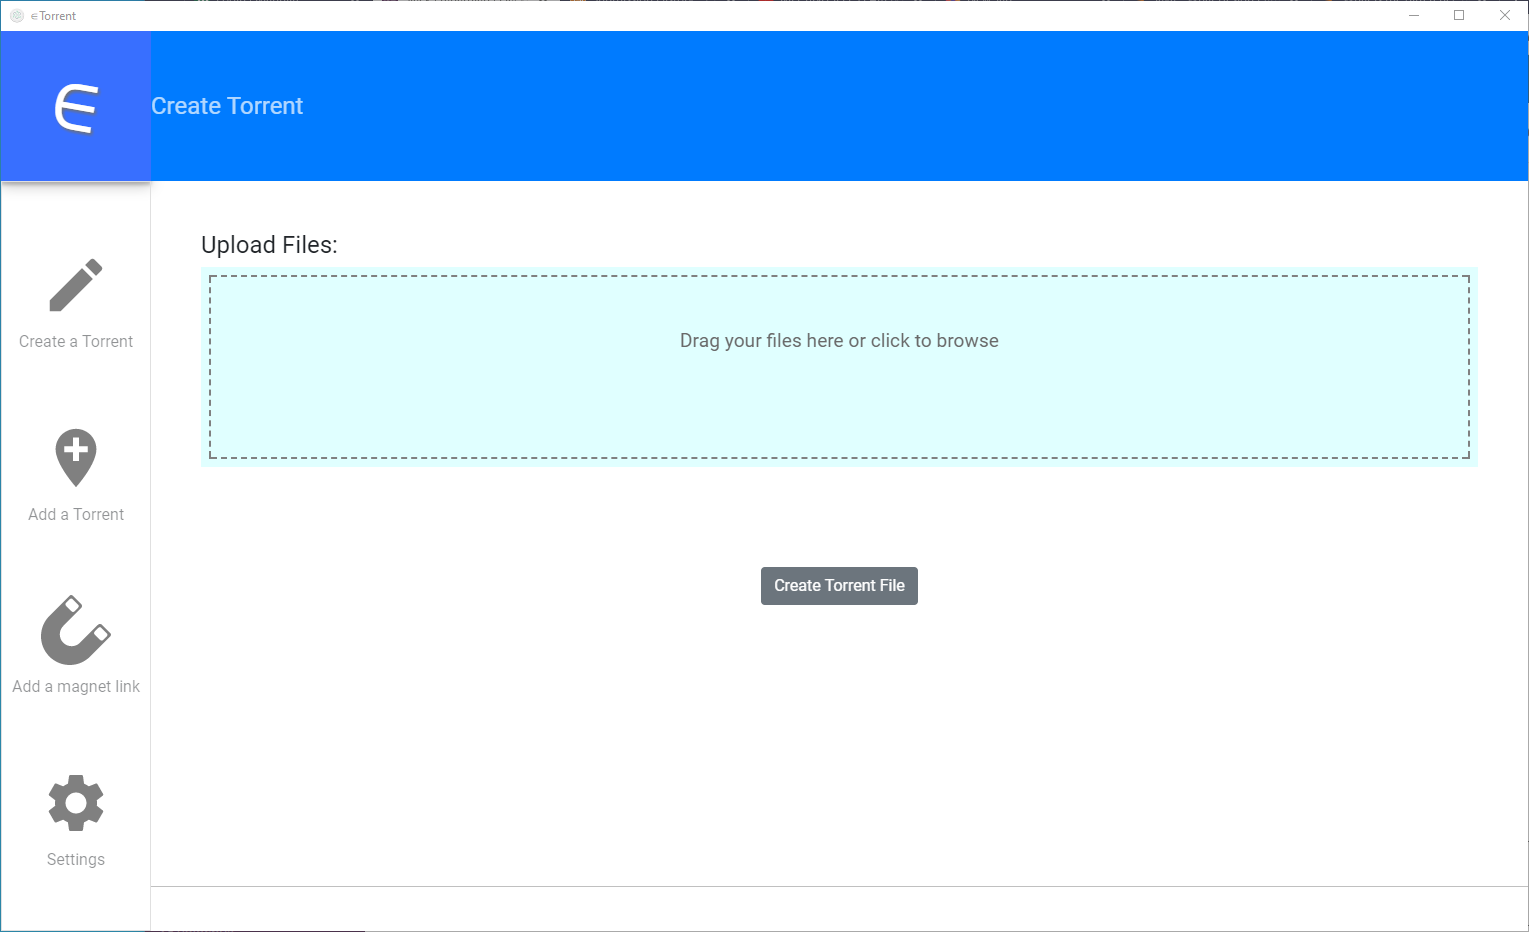 ∈Torrent
∈
Create Torrent
Upload Files:
Drag your files here or click to browse
Create a Torrent
Add a Torrent
Create Torrent File
Add a magnet link
Settings